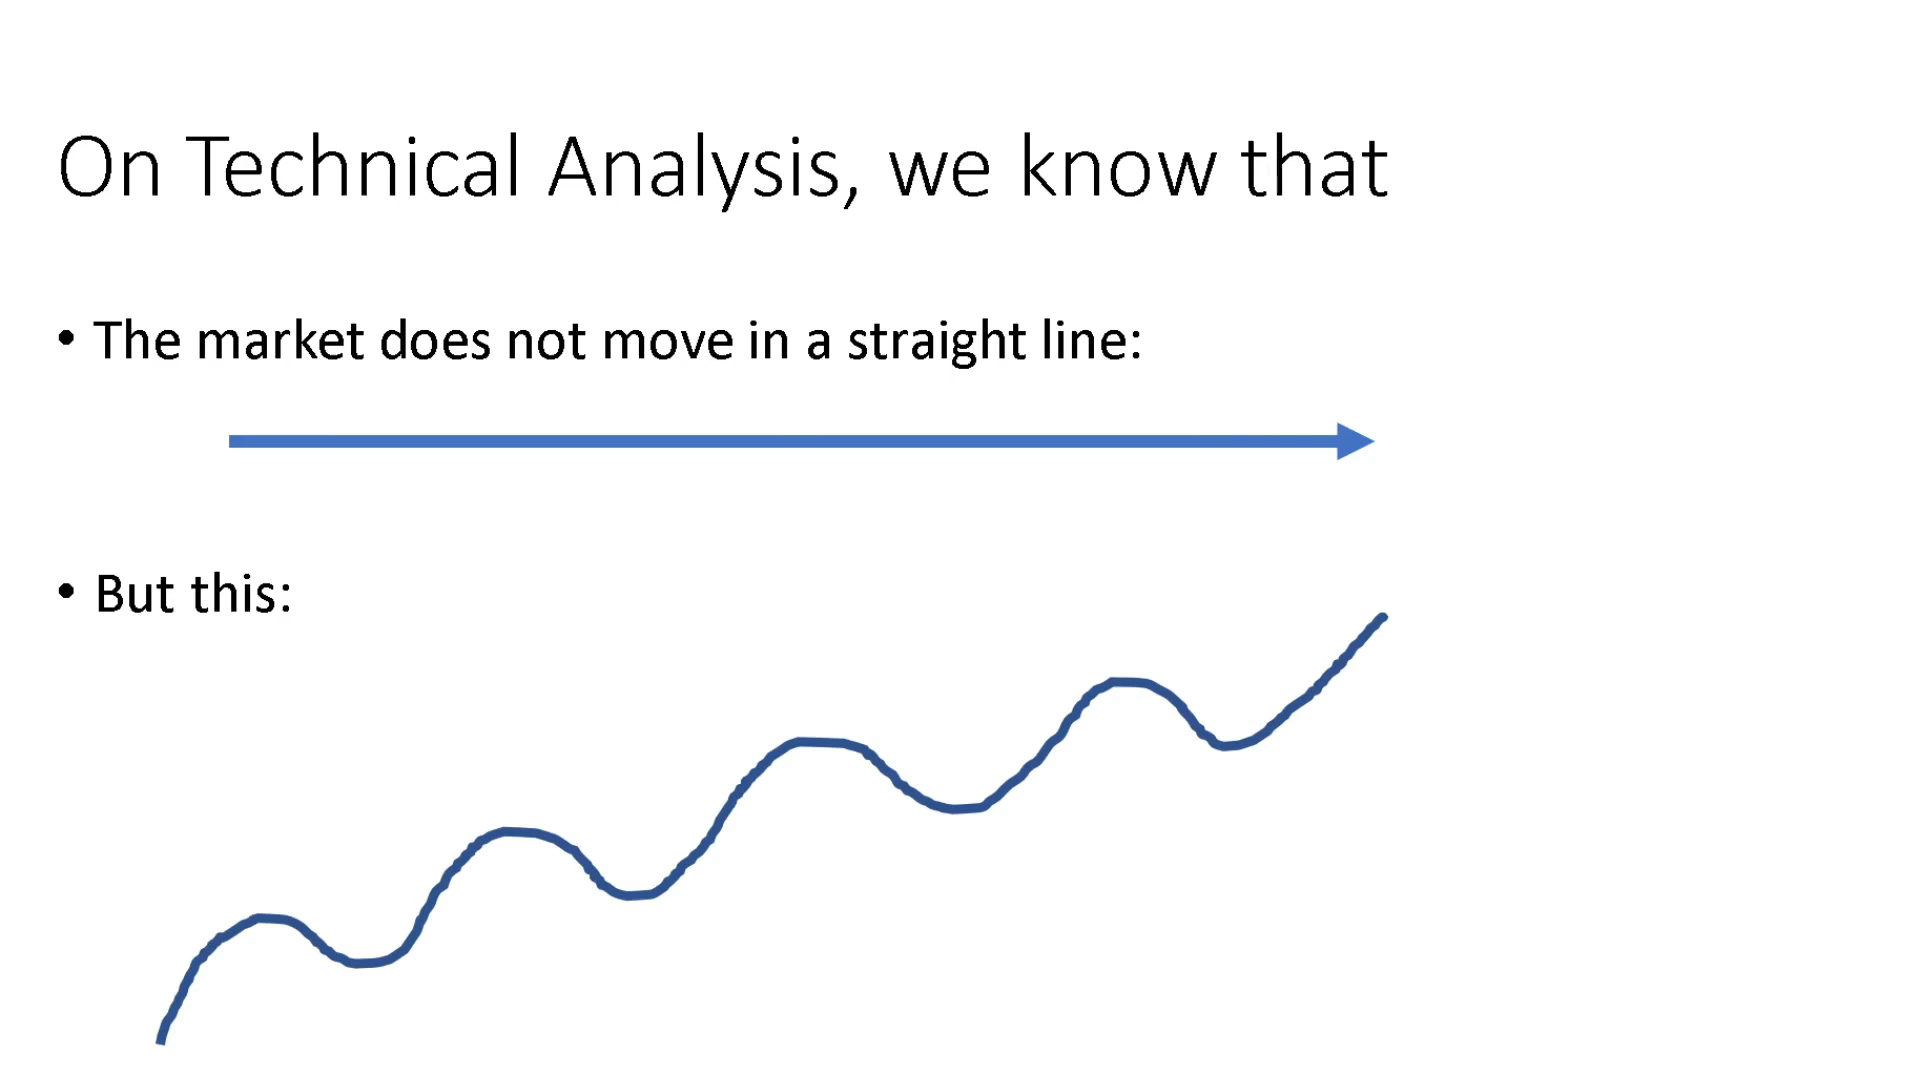 On Technical Analysis, we know that
• The market does not move in a straight line:
• But this: